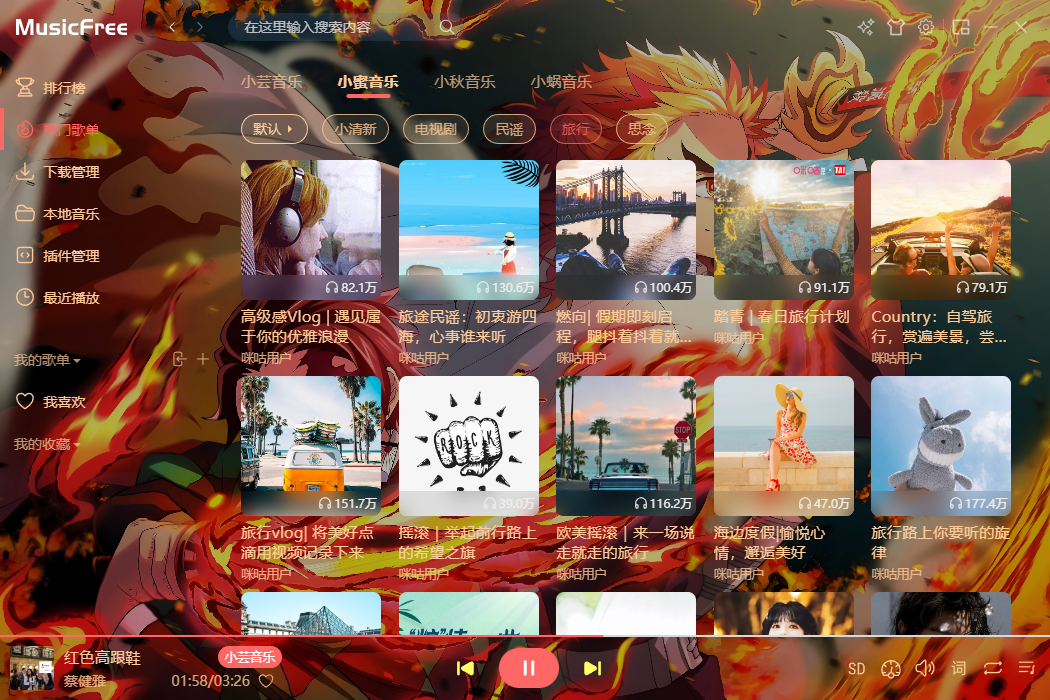 MusicFree
在这里输入搜索内容
排行榜
热门歌单
下载管理
本地音乐
插件管理
最近播放
我的歌单
我喜欢
我的收藏
小芸音乐
小蜜音乐
小秋音乐
小蜗音乐
默认
小清新
电视剧
民谣
旅行
思念
82.1万
130.6万
100.4万
咪咕 TAI
91.1万
79.1万
高级感Vlog | 遇见属
于你的优雅浪漫
咪咕用户
旅途民谣：初衷游四
海，心事谁来听
咪咕用户
燃向| 假期即刻启
程，腿抖着抖着就...
咪咕用户
踏青 | 春日旅行计划
咪咕用户
Country：自驾旅
行，赏遍美景，尝...
咪咕用户
151.7万
ROCK
39.0万
STOP
116.2万
47.0万
177.4万
旅行vlog| 将美好点
滴用视频记录下来
咪咕用户
摇滚 | 举起前行路上
的希望之旗
咪咕用户
欧美摇滚 | 来一场说
走就走的旅行
咪咕用户
海边度假|愉悦心
情，邂逅美好
咪咕用户
旅行路上你要听的旋
律
咪咕用户
红色高跟鞋
小芸音乐
蔡健雅
01:58/03:26
SD
词